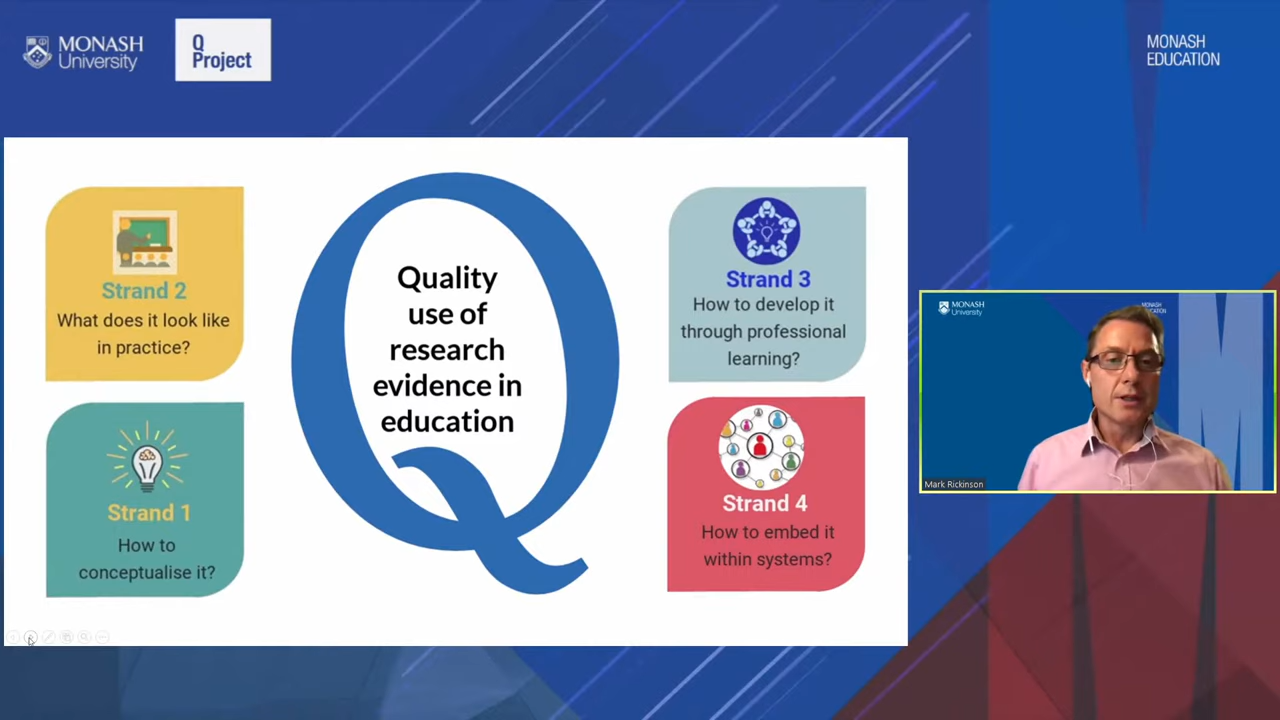 MONASH
University
Q
Project
MONASH
EDUCATION
Strand 2
What does it look like
in practice?
Strand 1
How to
conceptualise it?
Quality
use of
research
evidence in
education
Q
Strand 3
How to develop it
through professional
learning?
Strand 4
How to embed it
within systems?
MONASH
University
MONASH
EDUCATION
Mark Rickinson